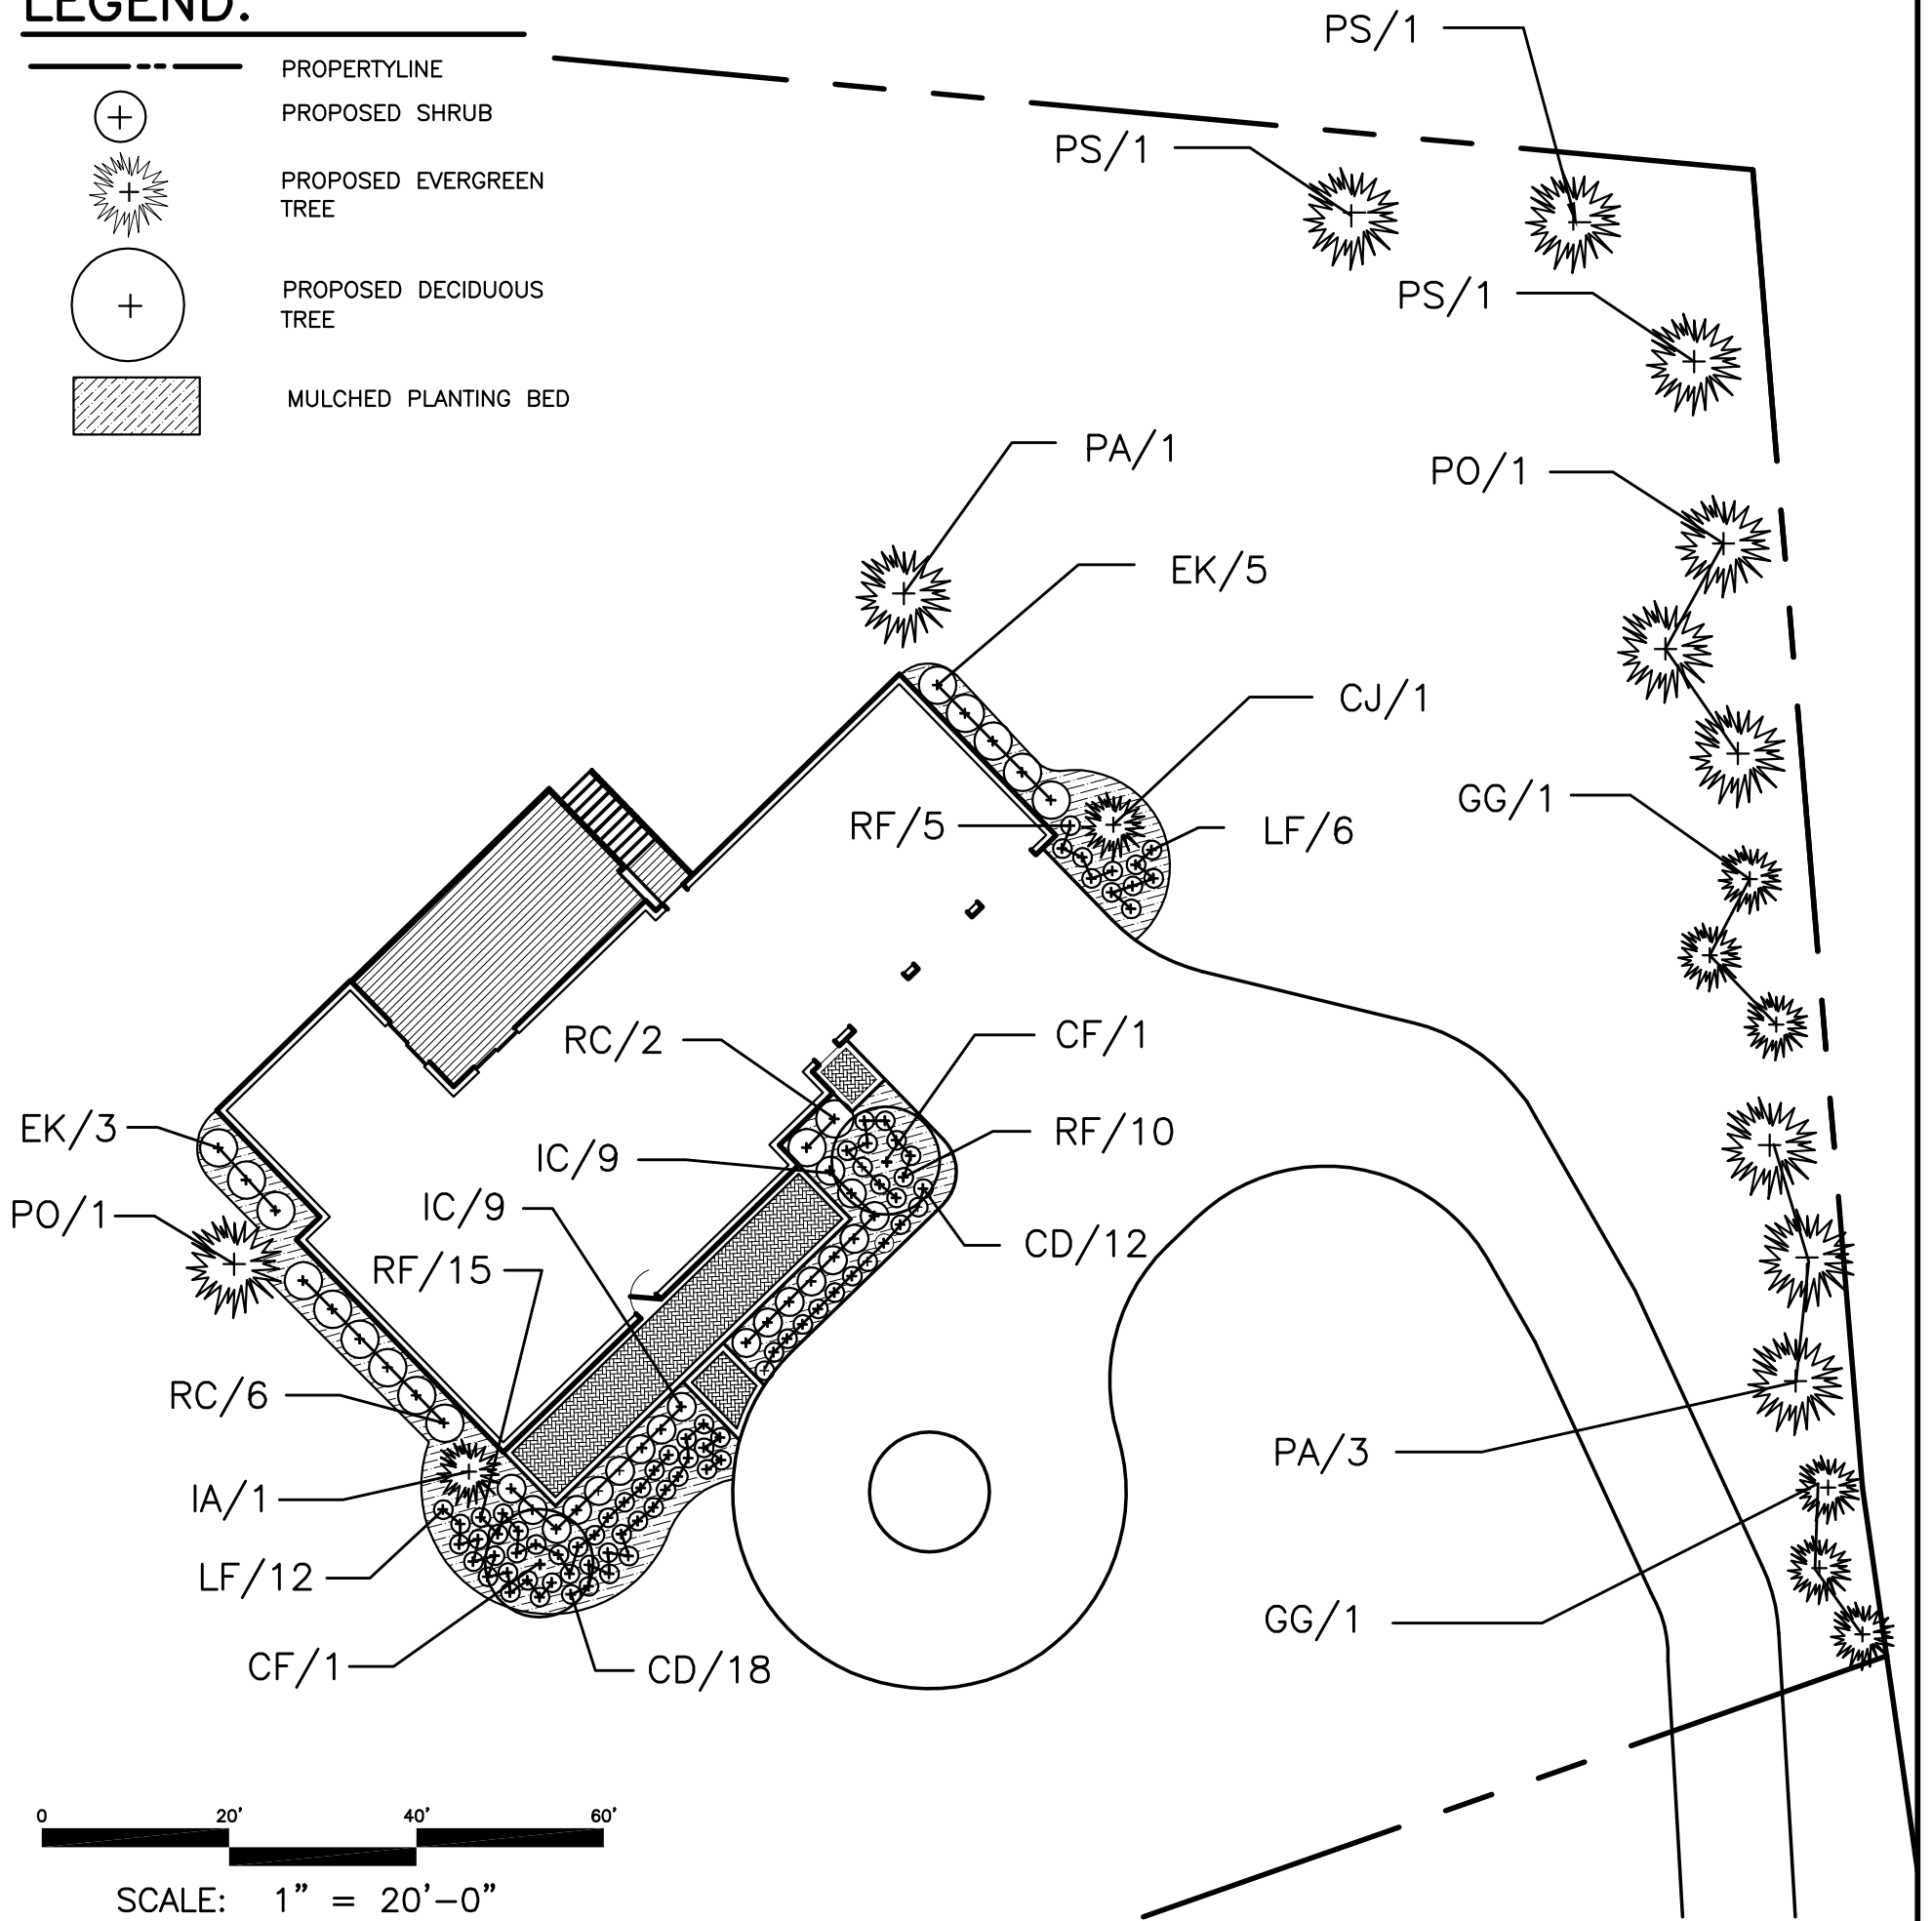 LEGEND:
PROPERTYLINE
PROPOSED SHRUB
PROPOSED EVERGREEN
TREE
PROPOSED DECIDUOUS
TREE
MULCHED PLANTING BED
PS/1
PS/1
PS/1
PA/1
PO/1
EK/5
CJ/1
GG/1
RF/5
LF/6
RC/2
CF/1
EK/3
RF/10
IC/9
IC/9
PO/1
CD/12
RF/15
RC/6
PA/3
IA/1
LF/12
GG/1
CF/1
CD/18
0 20' 40' 60'
SCALE: 1” = 20’-0”